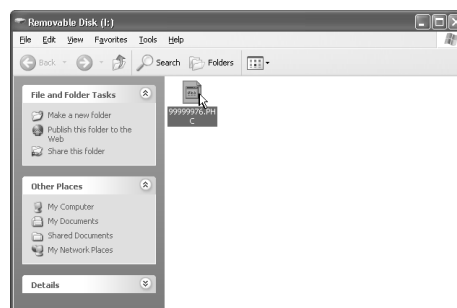 Removable Disk (I:)
File Edit View Favorites Tools Help
Back Search Folders
File and Folder Tasks
Make a new folder
Publish this folder to the
Web
Share this folder
Other Places
My Computer
My Documents
Shared Documents
My Network Places
Details
99999976.PH
C